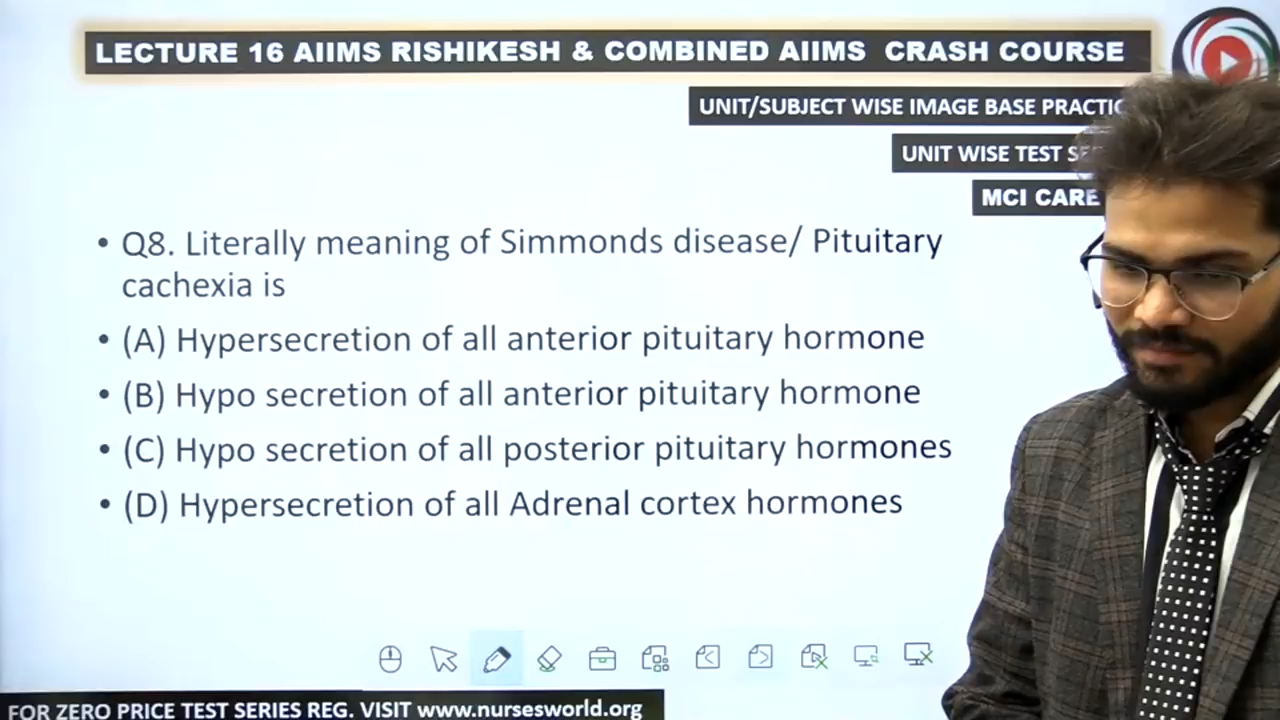 LECTURE 16 AIIMS RISHIKESH & COMBINED AIIMS CRASH COURSE
UNIT/SUBJECT WISE IMAGE BASE
UNIT WISE TEST
MCI CARE
• Q8. Literally meaning of Simmonds disease/ Pituitary
cachexia is
• (A) Hypersecretion of all anterior pituitary hormone
• (B) Hypo secretion of all anterior pituitary hormone
• (C) Hypo secretion of all posterior pituitary hormones
• (D) Hypersecretion of all Adrenal cortex hormones
FOR ZERO PRICE TEST SERIES REG. VISIT www.nursesworld.org